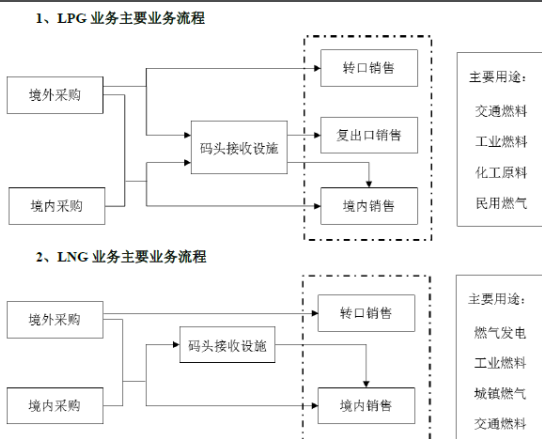 1、LPG 业务主要业务流程
境外采购
境内采购
码头接收设施
转口销售
复出口销售
境内销售
主要用途：
交通燃料
工业燃料
化工原料
民用燃气
2、LNG 业务主要业务流程
境外采购
境内采购
码头接收设施
转口销售
境内销售
主要用途：
燃气发电
工业燃料
城镇燃气
交通燃料